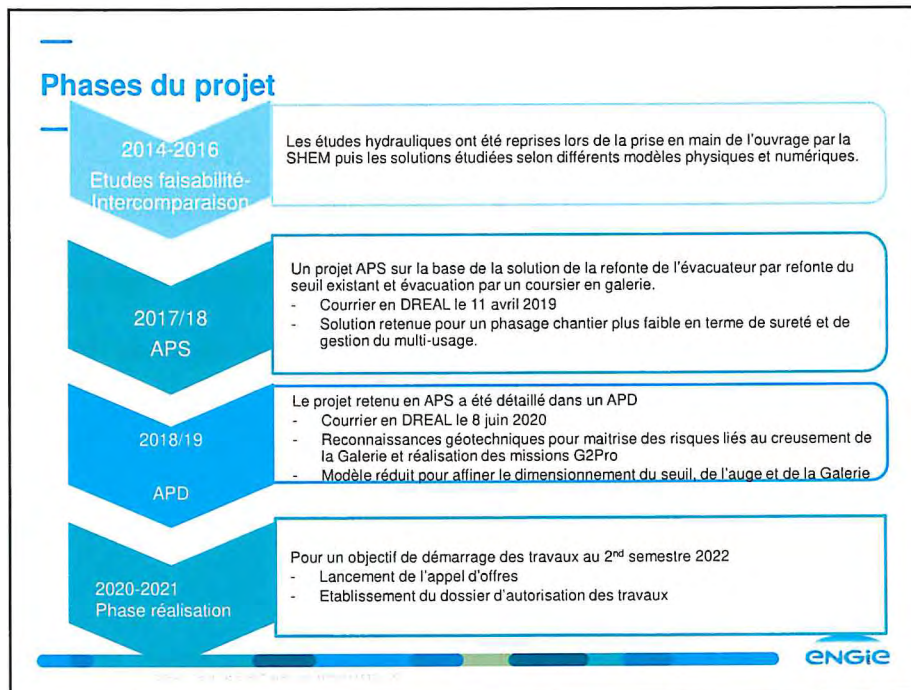 Phases du projet
2014-2016
Etudes faisabilité-
Intercomparaison
Les études hydrauliques ont été reprises lors de la prise en main de l'ouvrage par la
SHEM puis les solutions étudiées selon différents modèles physiques et numériques.
2017/18
APS
Un projet APS sur la base de la solution de la refonte de l'évacuateur par refonte du
seuil existant et évacuation par un coursier en galerie.
- Courrier en DREAL le 11 avril 2019
- Solution retenue pour un phasage chantier plus faible en terme de sureté et de
gestion du multi-usage.
2018/19
APD
Le projet retenu en APS a été détaillé dans un APD
- Courrier en DREAL le 8 juin 2020
- Reconnaissances géotechniques pour maitrise des risques liés au creusement de
la Galerie et réalisation des missions G2Pro
- Modèle réduit pour affiner le dimensionnement du seuil, de l'auge et de la Galerie
2020-2021
Phase réalisation
Pour un objectif de démarrage des travaux au 2nd semestre 2022
- Lancement de l'appel d'offres
- Etablissement du dossier d'autorisation des travaux
ENGIE